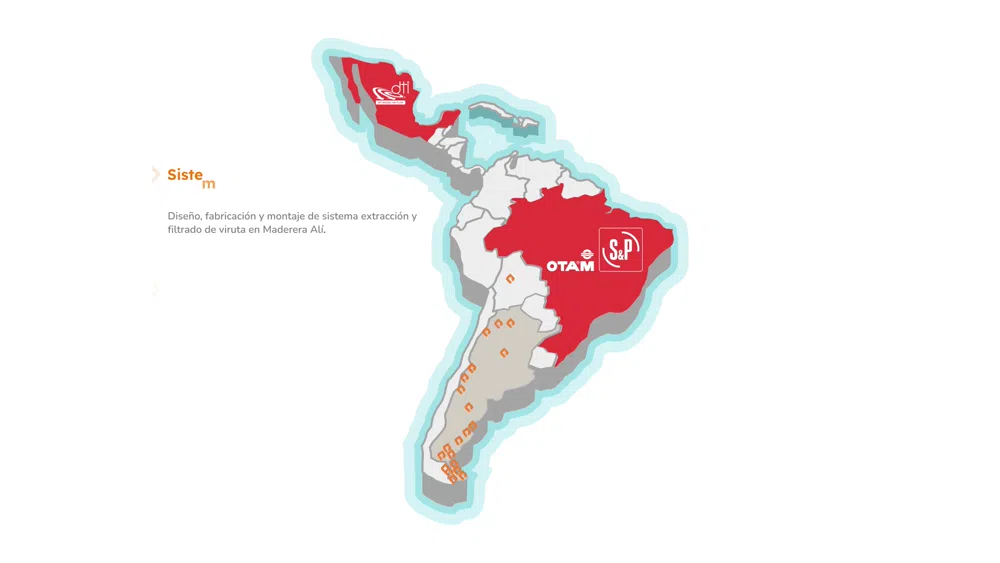 dti
Sistem
Diseño, fabricación y montaje de sistema extracción y
filtrado de viruta en Maderera Alí.
OTAM
S&P